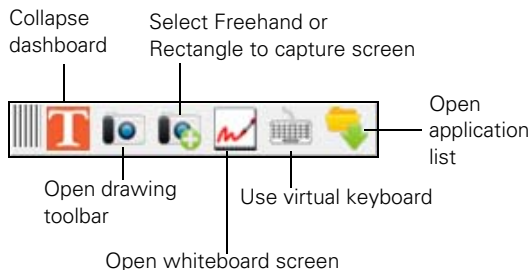 Collapse
dashboard
Select Freehand or
Rectangle to capture screen
T
Open
application
list
Open drawing
toolbar
Use virtual keyboard
Open whiteboard screen